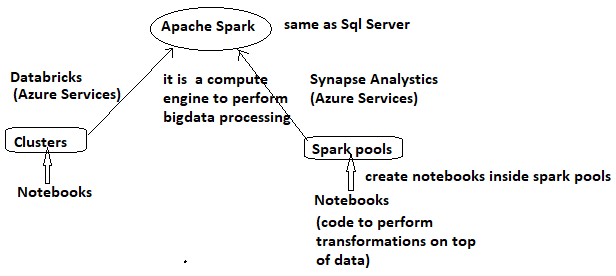 Apache Spark
same as Sql Server
Databricks
(Azure Services)
it is a compute
engine to perform
bigdata processing
Synapse Analystics
(Azure Services)
Clusters
Spark pools
create notebooks inside spark pools
Notebooks
Notebooks
(code to perform
transformations on top
of data)